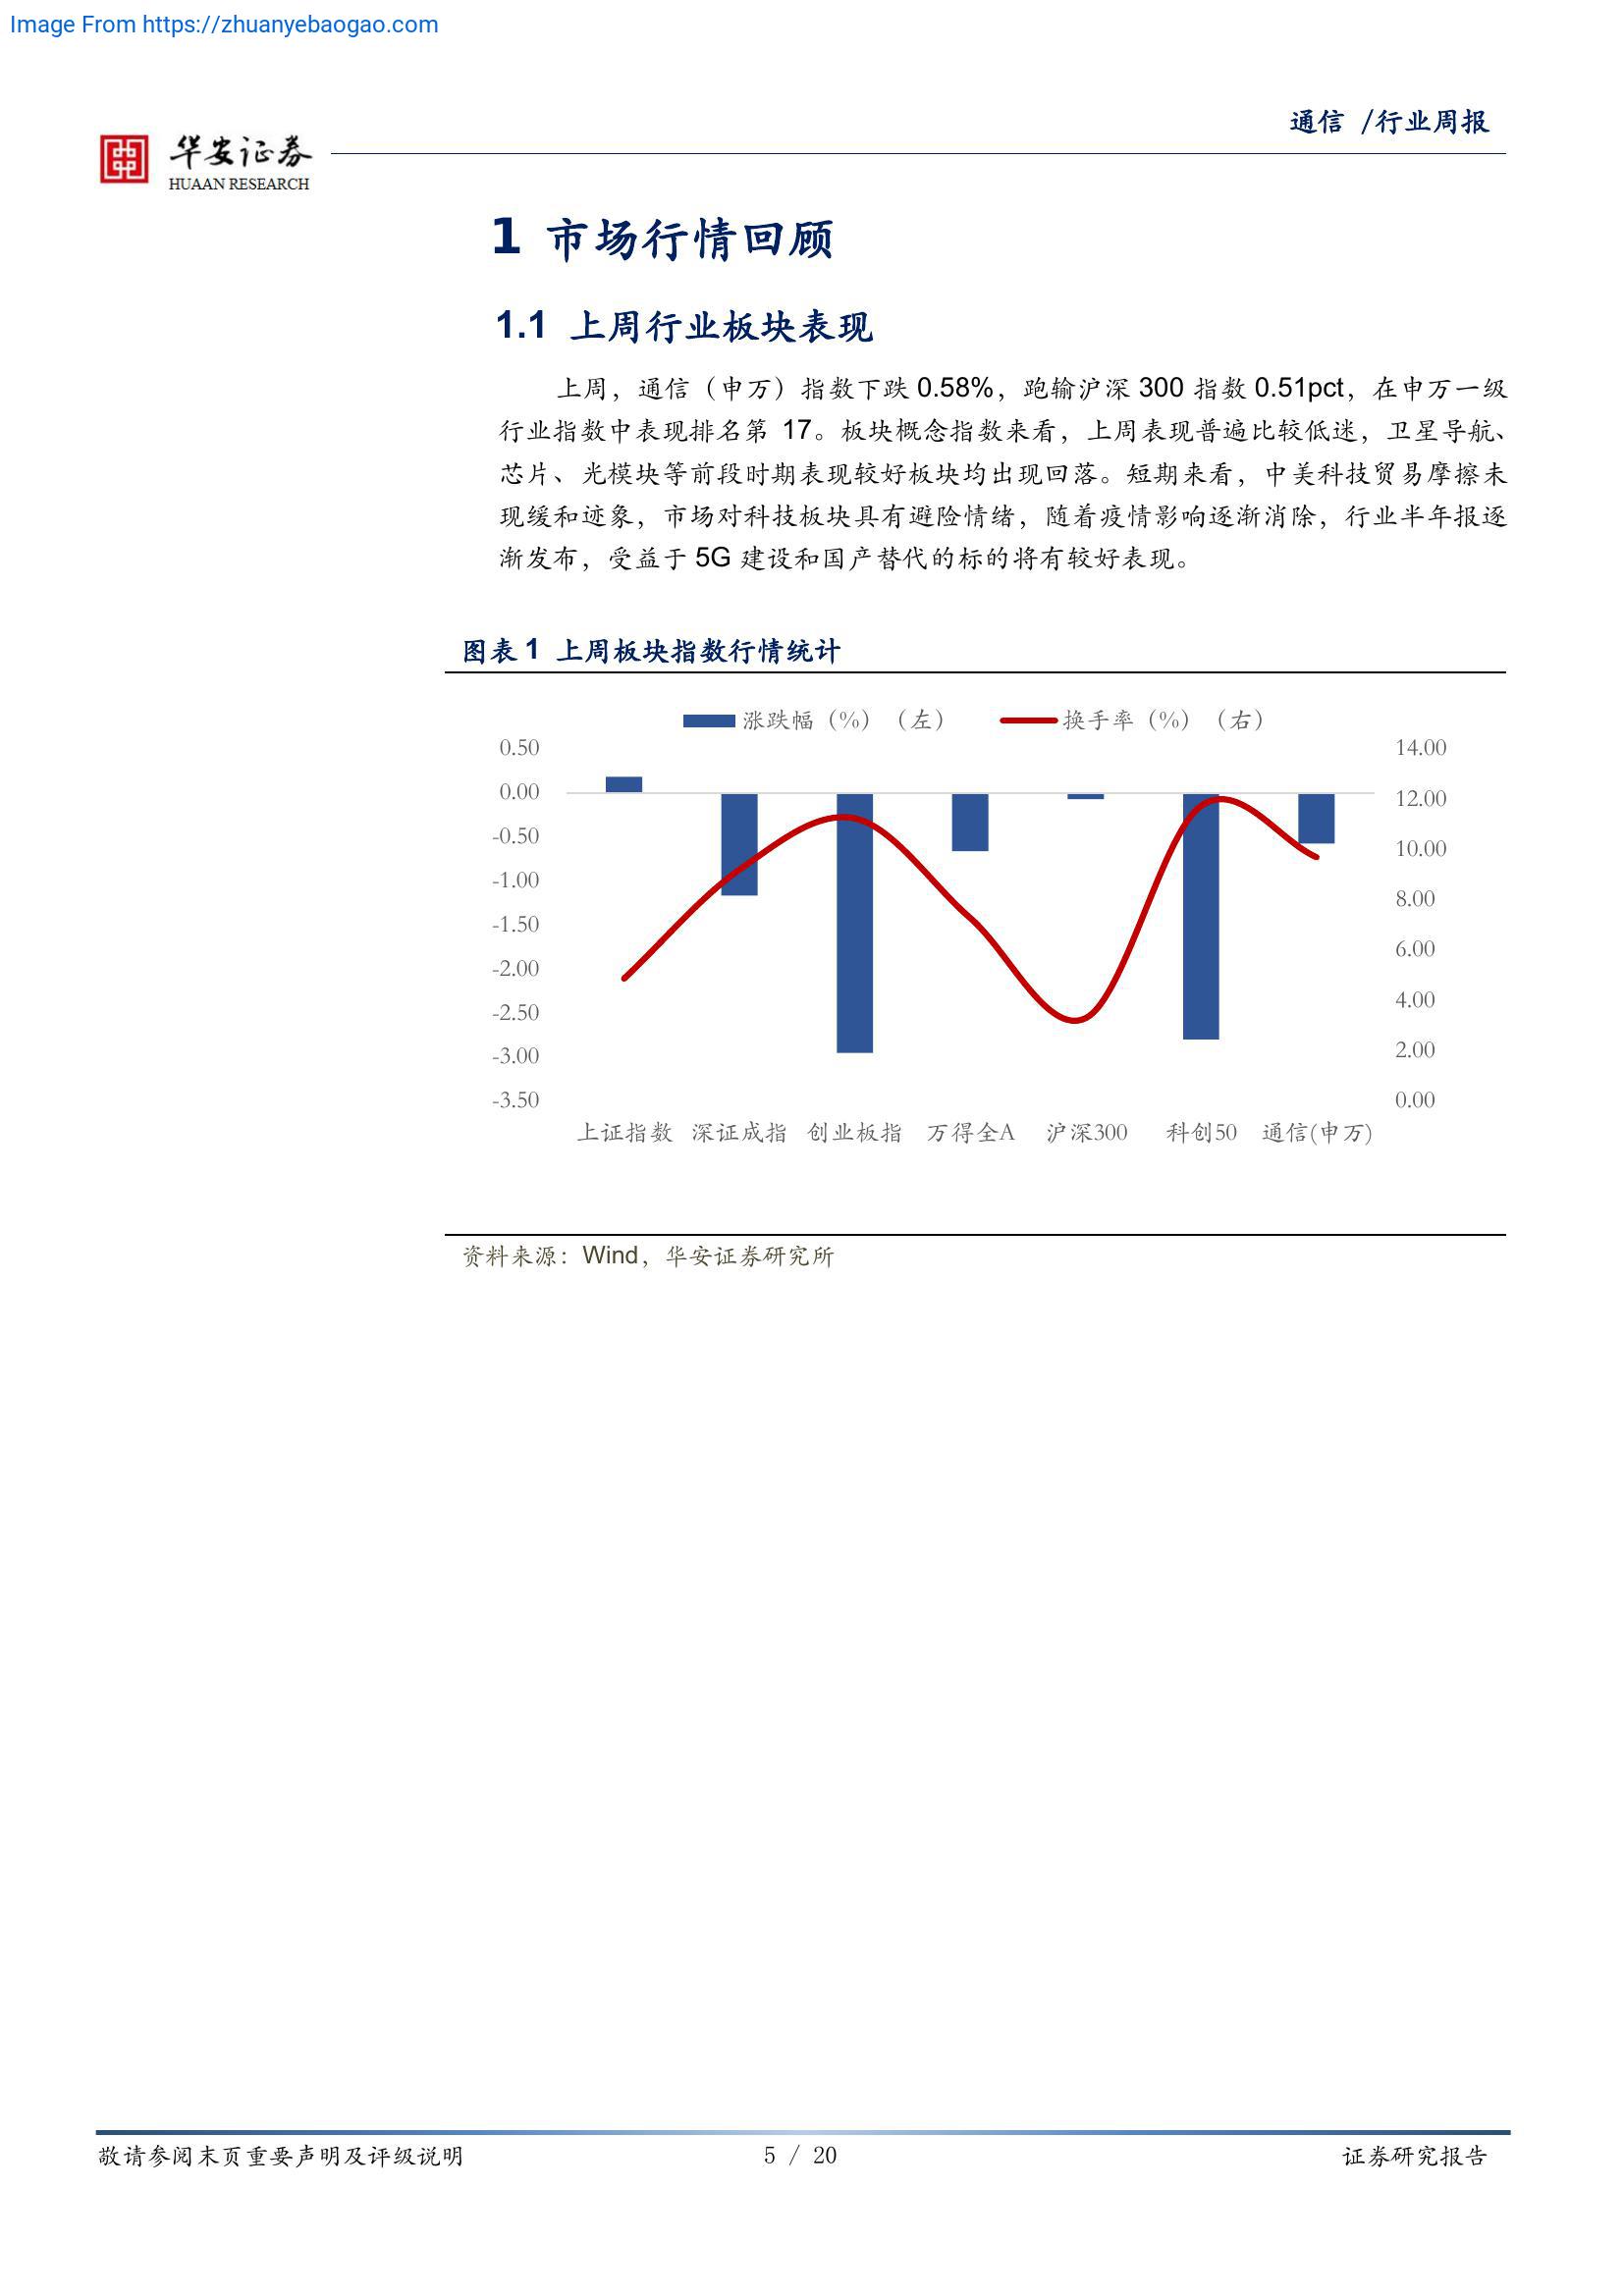 Image From https://zhuanyebaogao.com
通信 /行业周报
华安证券
HUAAN RESEARCH
1 市场行情回顾
1.1 上周行业板块表现
上周，通信（申万）指数下跌 0.58%，跑输沪深 300 指数 0.51pct，在申万一级
行业指数中表现排名第 17。板块概念指数来看，上周表现普遍比较低迷，卫星导航、
芯片、光模块等前段时期表现较好板块均出现回落。短期来看，中美科技贸易摩擦未
现缓和迹象，市场对科技板块具有避险情绪，随着疫情影响逐渐消除，行业半年报逐
渐发布，受益于 5G 建设和国产替代的标的将有较好表现。
图表 1 上周板块指数行情统计
涨跌幅（%）（左） 换手率（%）（右）
0.50 14.00
0.00 12.00
-0.50 10.00
-1.00 8.00
-1.50 6.00
-2.00 4.00
-2.50 2.00
-3.00 0.00
-3.50
上证指数 深证成指 创业板指 万得全A 沪深300 科创50 通信(申万)
资料来源：Wind，华安证券研究所
敬请参阅末页重要声明及评级说明 5 / 20 证券研究报告